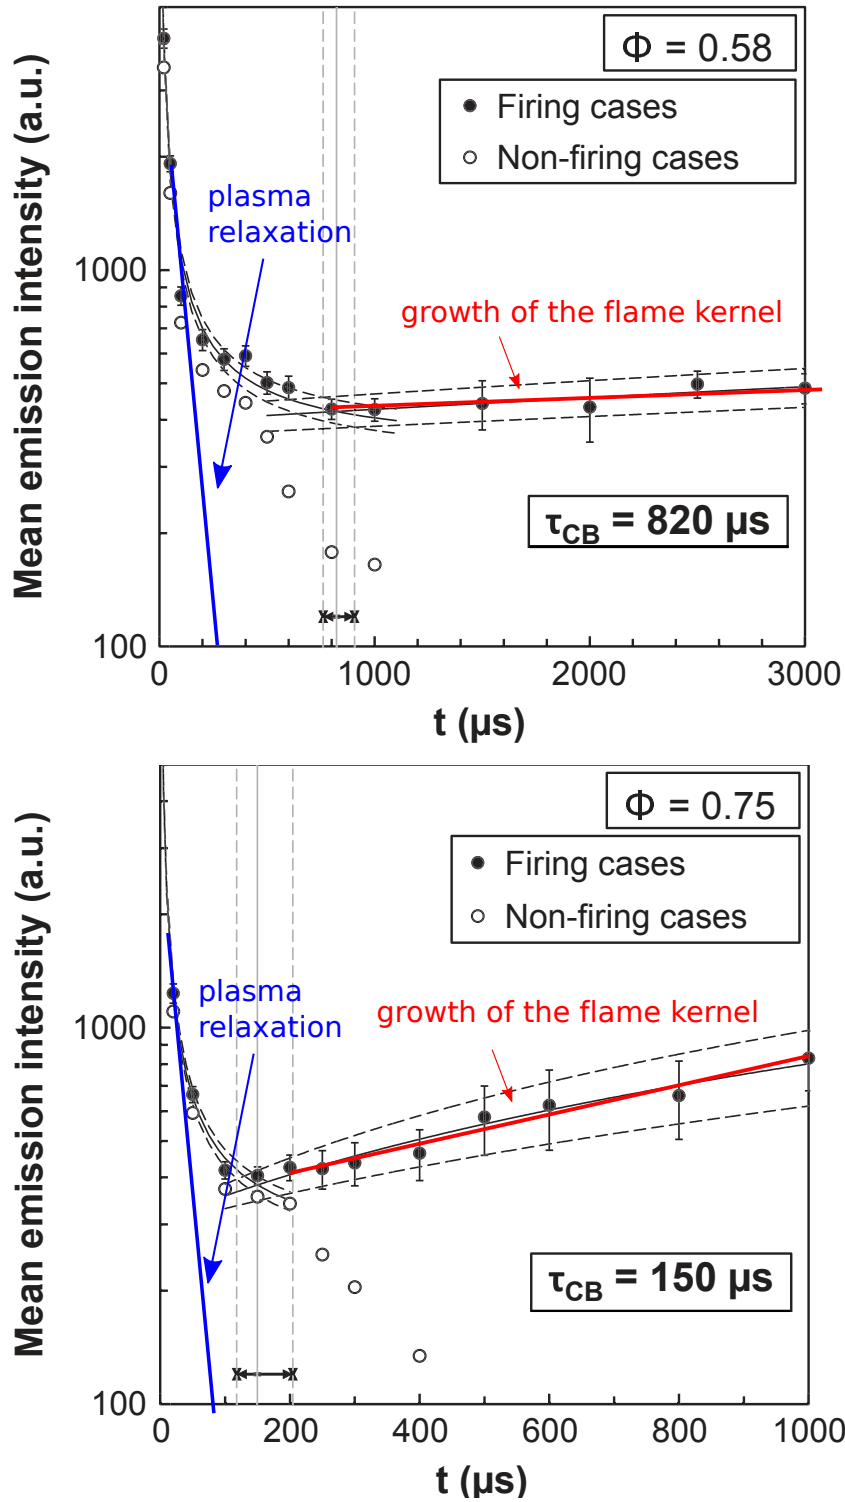 Φ = 0.58
Firing cases
Non-firing cases
plasma
relaxation
growth of the flame kernel
τCB = 820 µs
Mean emission intensity (a.u.)
1000
100
0
1000
2000
3000
t (µs)
Φ = 0.75
Firing cases
Non-firing cases
plasma
relaxation
growth of the flame kernel
τCB = 150 µs
Mean emission intensity (a.u.)
1000
100
0
200
400
600
800
1000
t (µs)